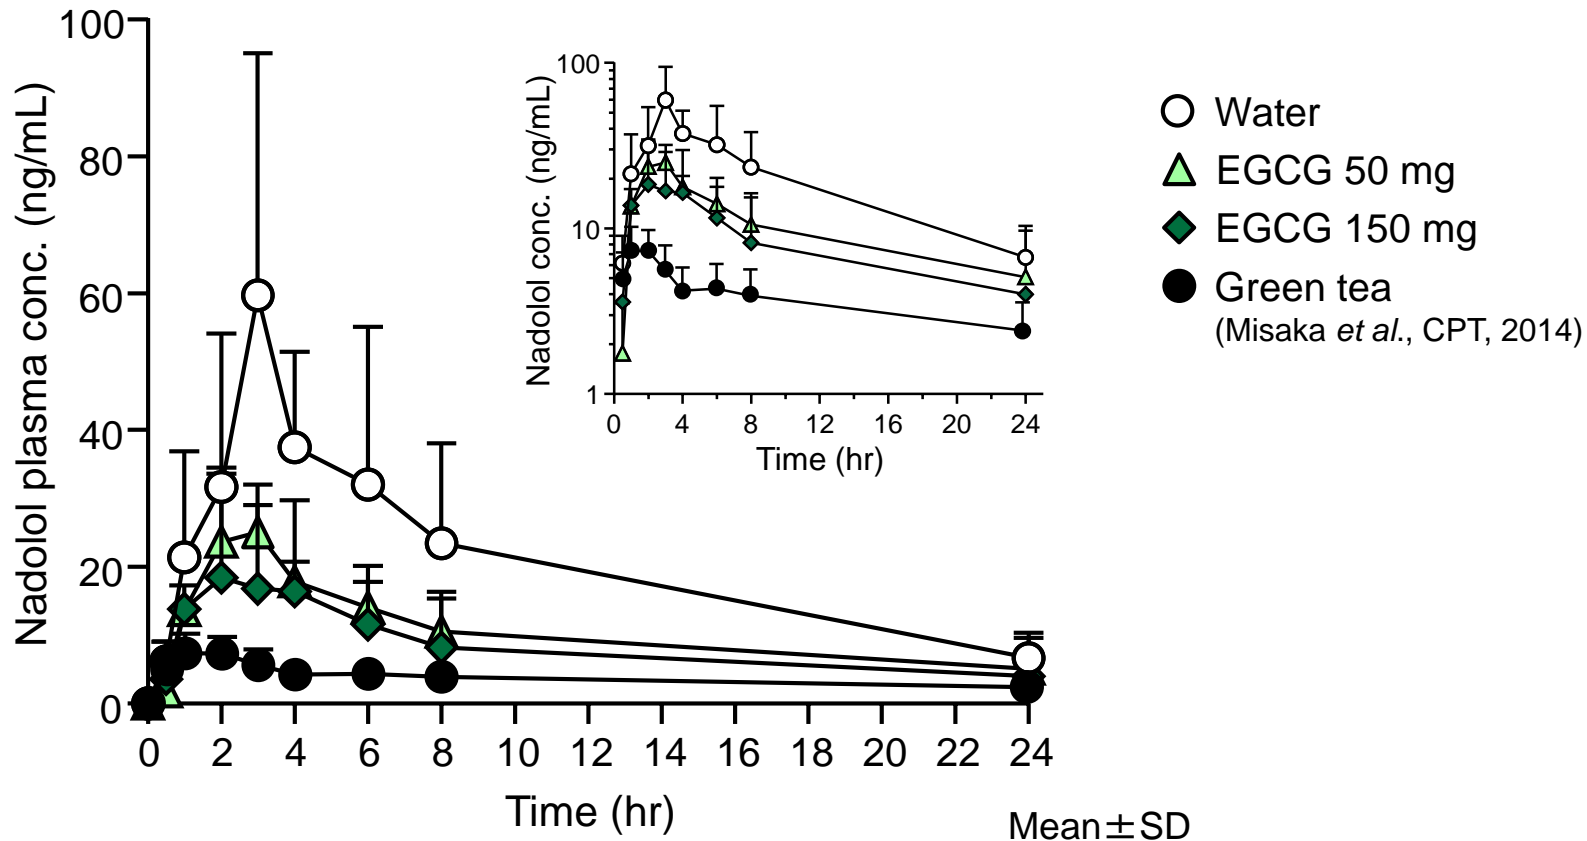 100
80
60
40
20
0
Nadolol plasma conc. (ng/mL)
0 2 4 6 8 10 12 14 16 18 20 22 24
Time (hr)
100
10
1
Nadolol conc. (ng/mL)
0 4 8 12 16 20 24
Time (hr)
Water
EGCG 50 mg
EGCG 150 mg
Green tea
(Misaka et al., CPT, 2014)
Mean±SD